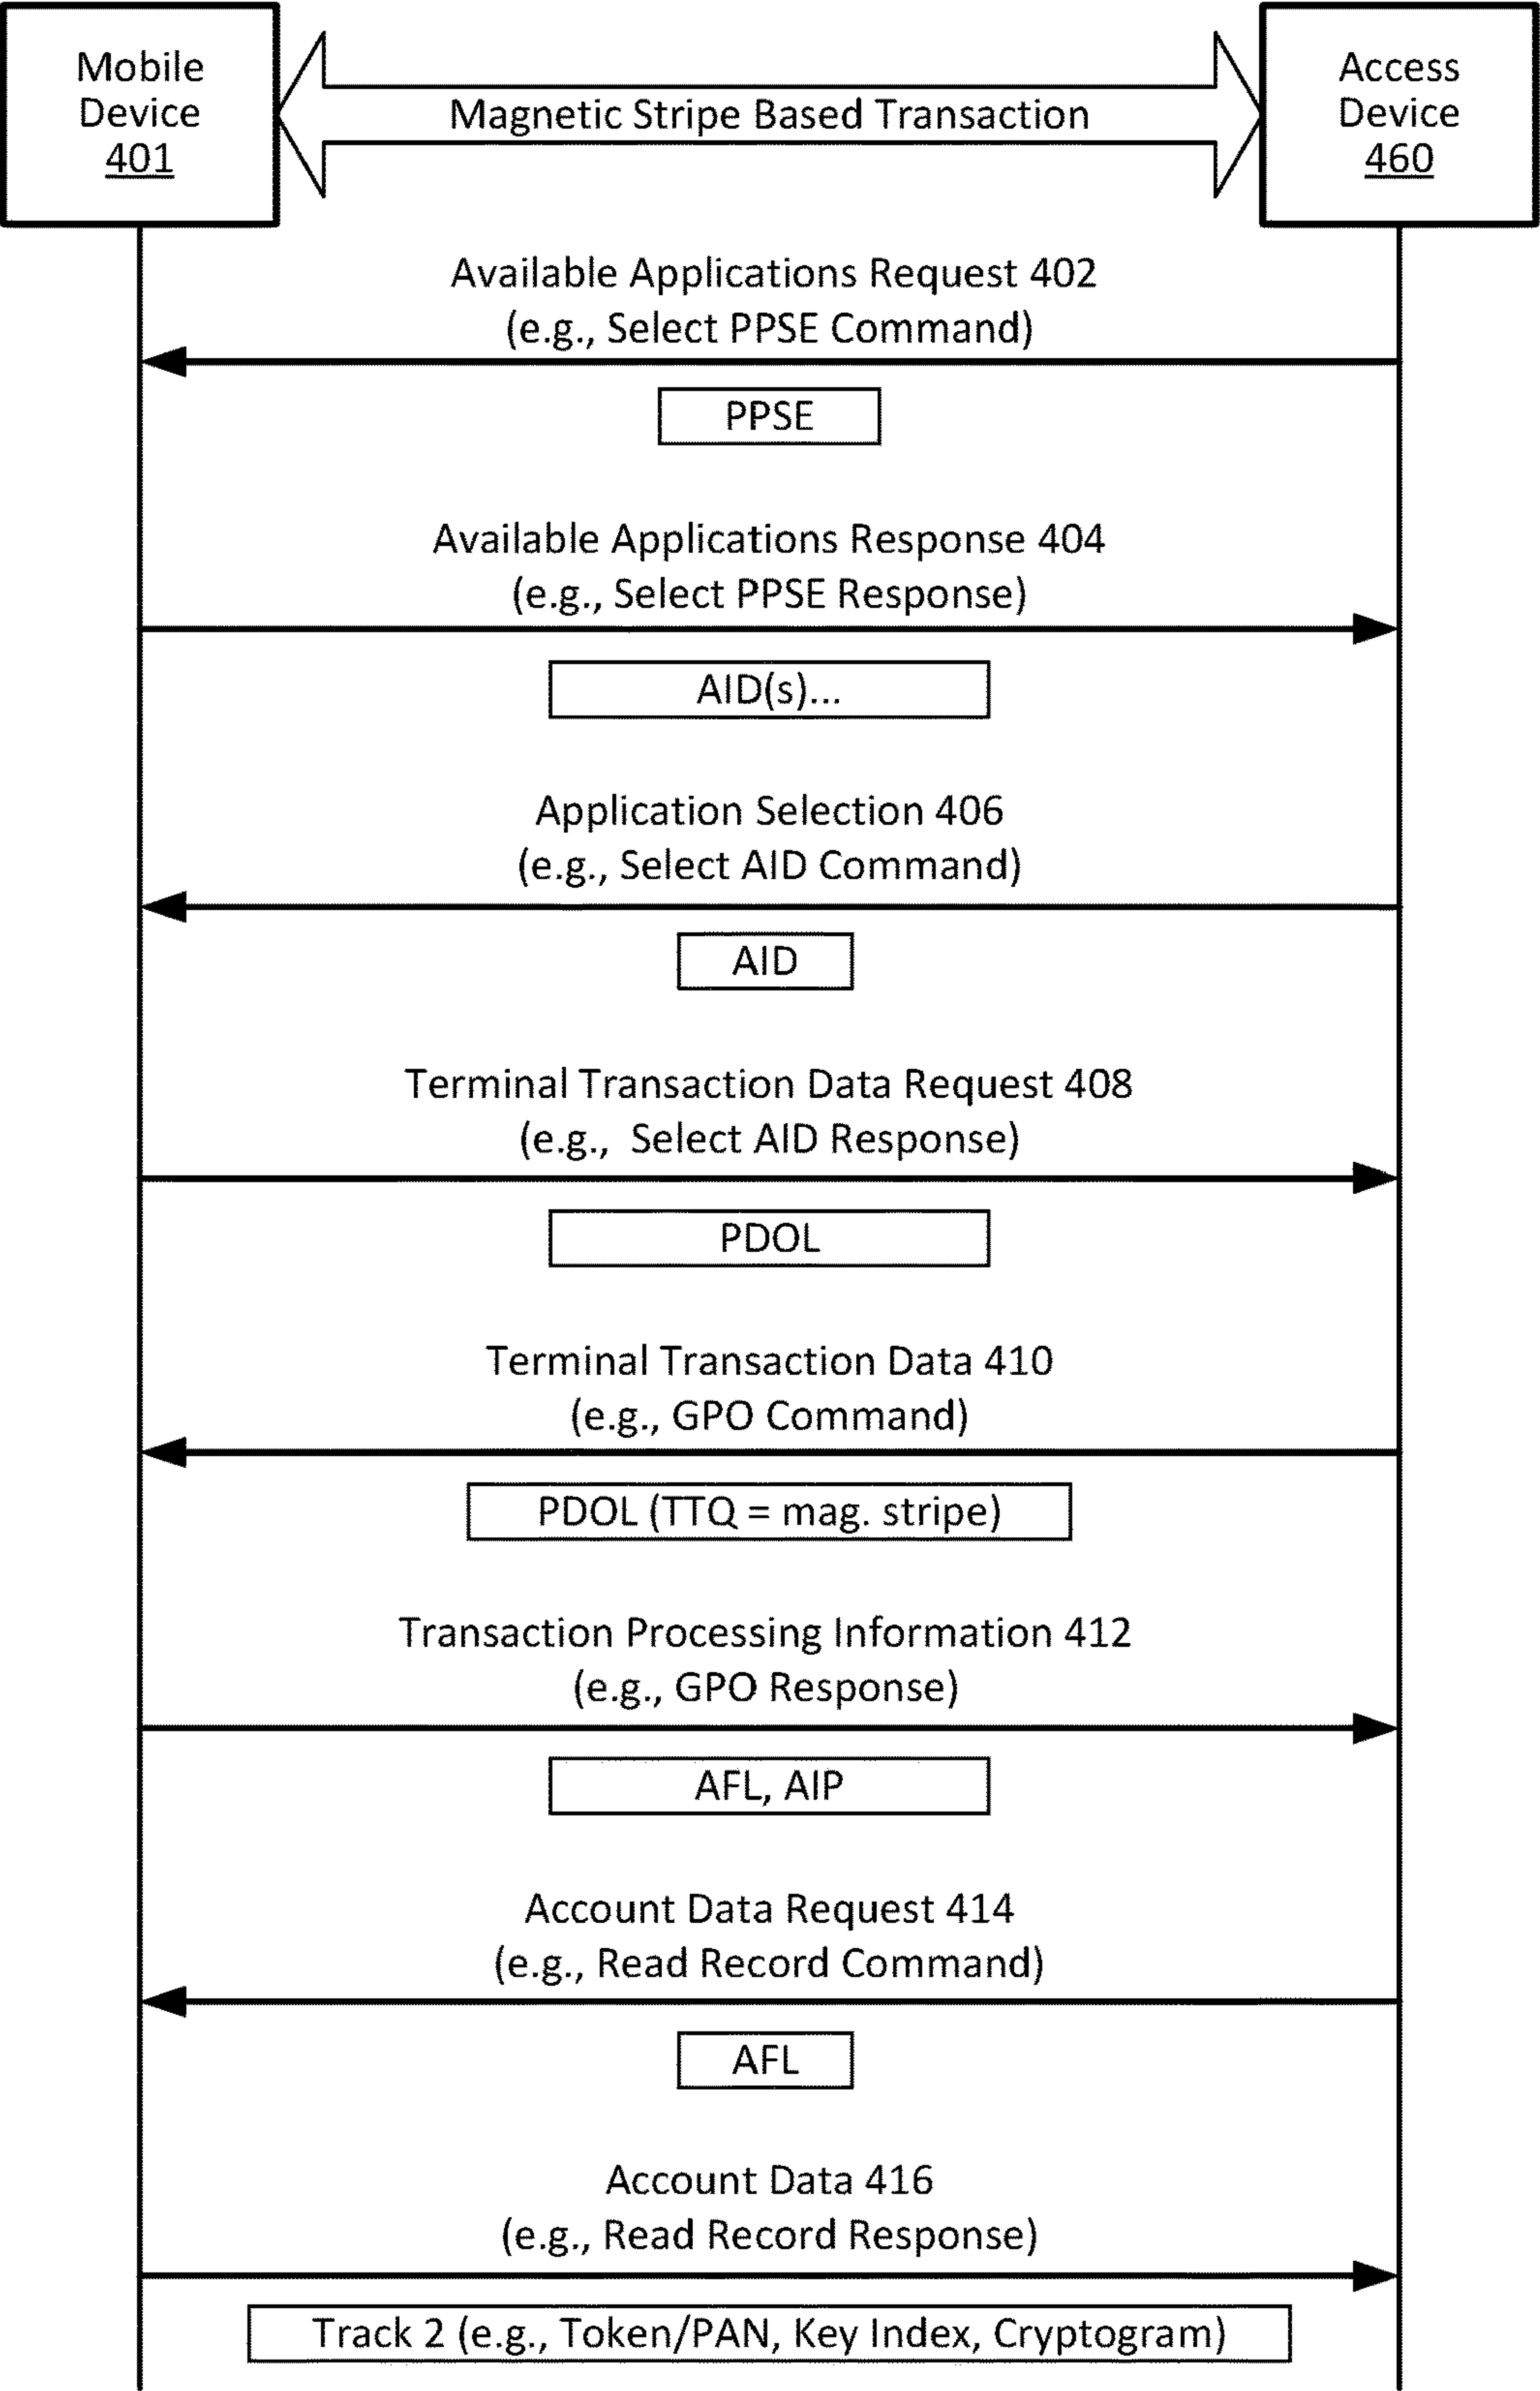 Mobile
Device
401
Magnetic Stripe Based Transaction
Access
Device
460
Available Applications Request 402
(e.g., Select PPSE Command)
PPSE
Available Applications Response 404
(e.g., Select PPSE Response)
AID(s)...
Application Selection 406
(e.g., Select AID Command)
AID
Terminal Transaction Data Request 408
(e.g., Select AID Response)
PDOL
Terminal Transaction Data 410
(e.g., GPO Command)
PDOL (TTQ = mag. stripe)
Transaction Processing Information 412
(e.g., GPO Response)
AFL, AIP
Account Data Request 414
(e.g., Read Record Command)
AFL
Account Data 416
(e.g., Read Record Response)
Track 2 (e.g., Token/PAN, Key Index, Cryptogram)